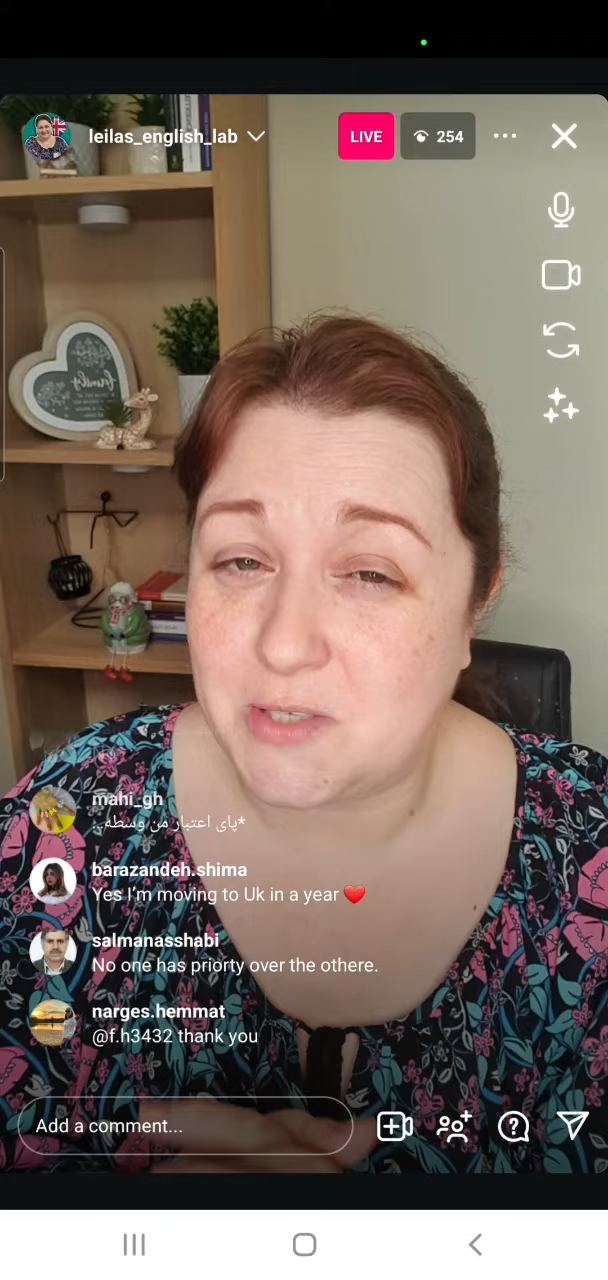 leilas_english_lab
LIVE
254
family
mahi_gh
*پای اعتبار من وسطه..:
barazandeh.shima
Yes I'm moving to Uk in a year ❤️
salmanasshabi
No one has priorty over the othere.
narges.hemmat
@f.h3432 thank you
Add a comment...